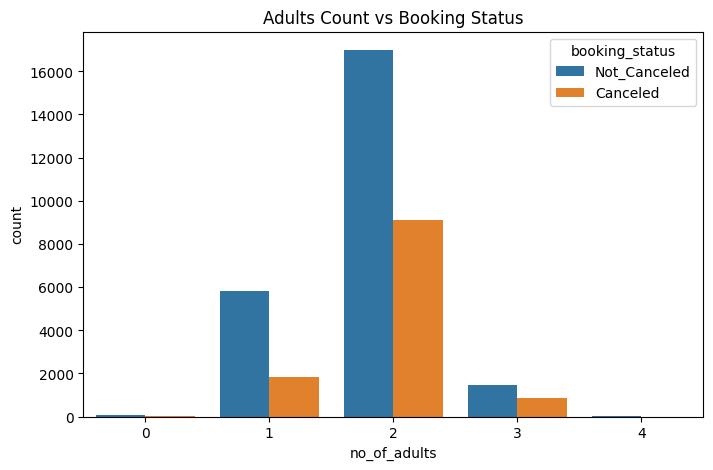 Adults Count vs Booking Status
booking_status
Not_Canceled
Canceled
16000
14000
12000
10000
8000
6000
4000
2000
0
count
0 1 2 3 4
no_of_adults